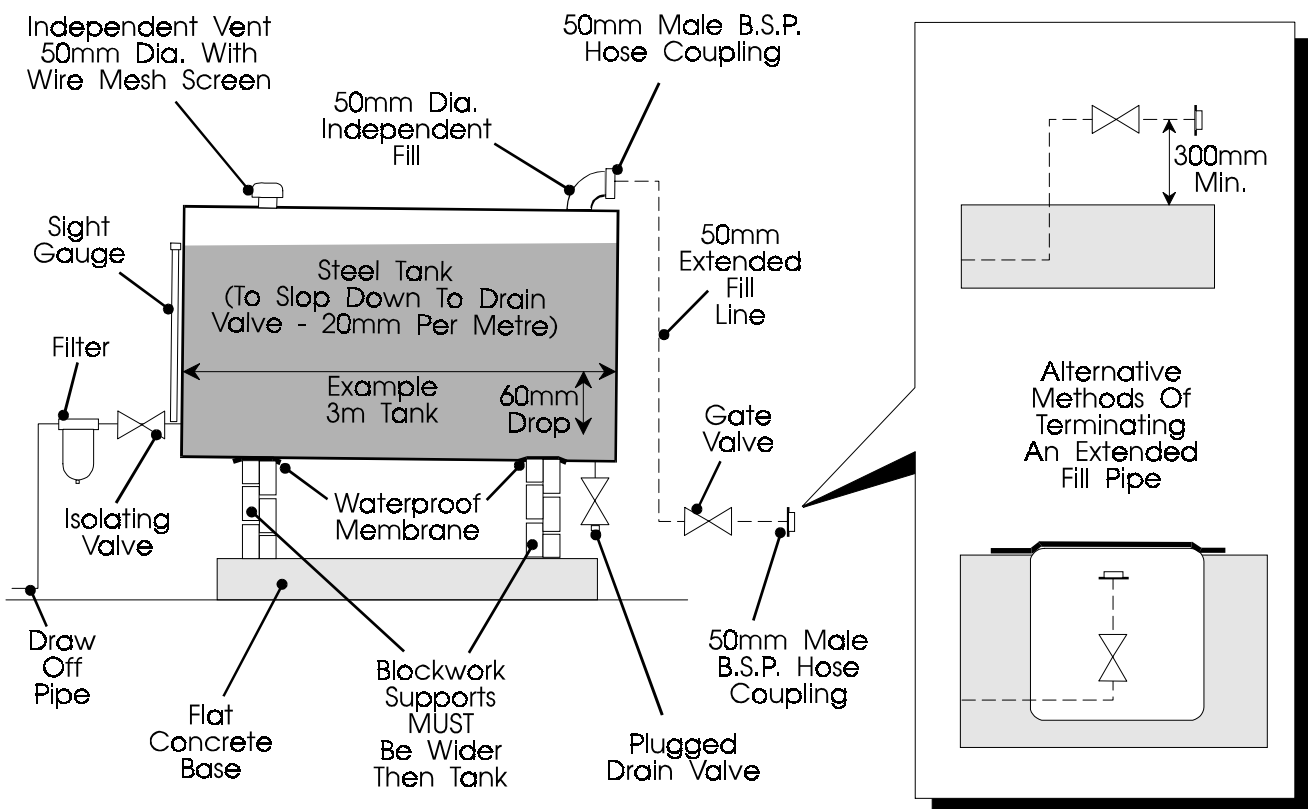 Independent Vent
50mm Dia. With
Wire Mesh Screen
50mm Male B.S.P.
Hose Coupling
50mm Dia.
Independent
Fill
Sight
Gauge
Steel Tank
(To Slop Down To Drain
Valve - 20mm Per Metre)
50mm
Extended
Fill
Line
Filter
Example
3m Tank
60mm
Drop
Gate
Valve
Isolating
Valve
Waterproof
Membrane
Draw
Off
Pipe
Flat
Concrete
Base
Blockwork
Supports
MUST
Be Wider
Then Tank
Plugged
Drain Valve
50mm Male
B.S.P. Hose
Coupling
300mm
Min.
Alternative
Methods Of
Terminating
An Extended
Fill Pipe